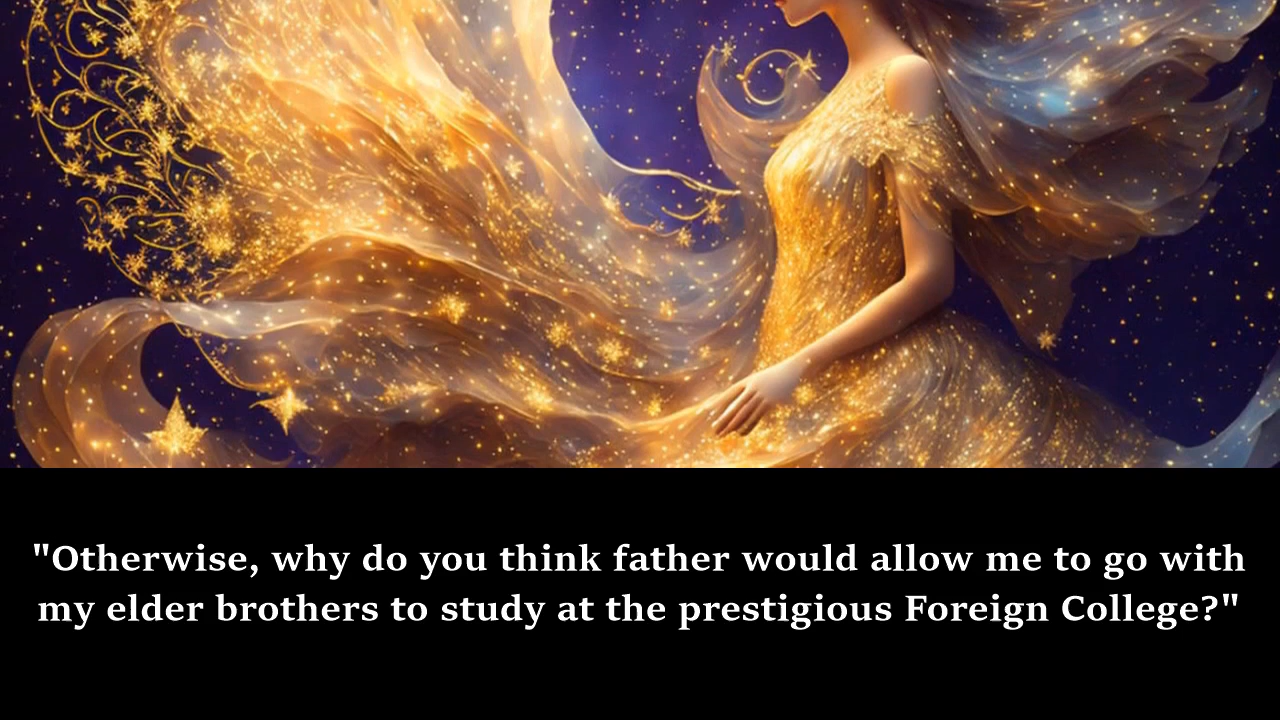 "Otherwise, why do you think father would allow me to go with
my elder brothers to study at the prestigious Foreign College?"